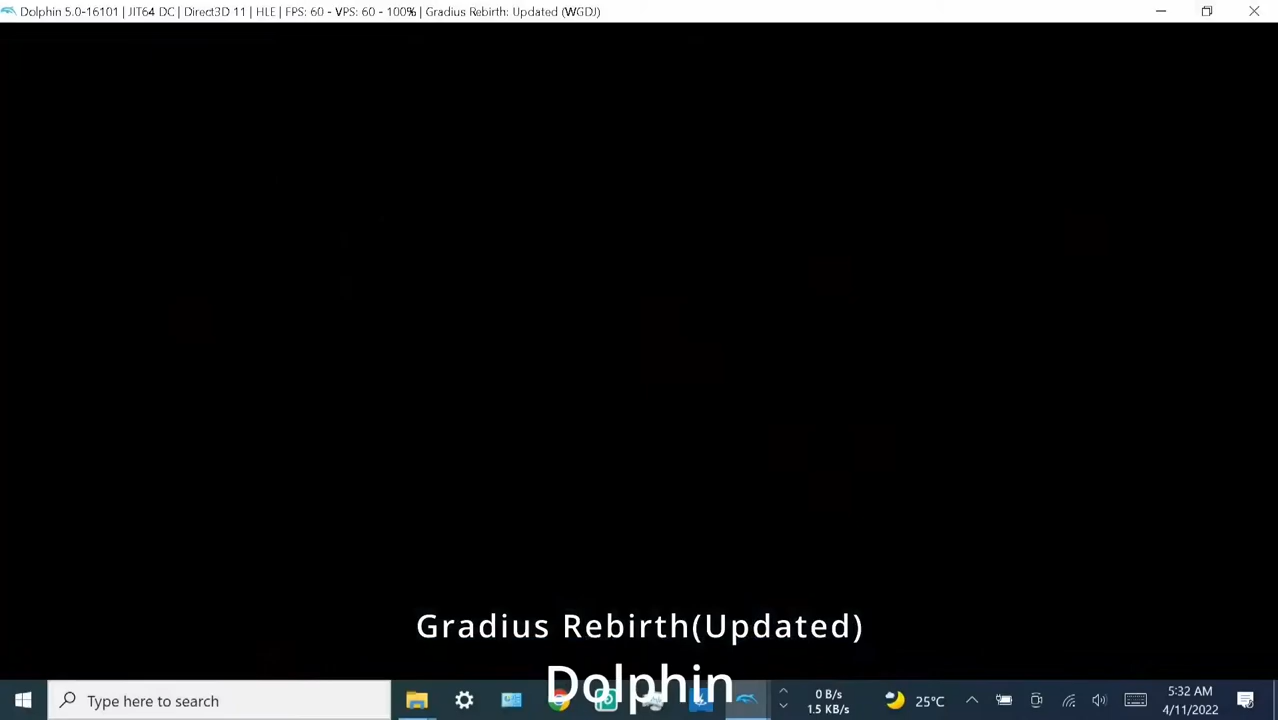 Dolphin 5.0-16101 | JIT64 DC | Direct3D 11 | HLE | FPS: 60 - VPS: 60 - 100% | Gradius Rebirth: Updated (WGDJ)
Gradius Rebirth(Updated)
Dolphin
Type here to search
0 B/s
1.5 KB/s
25°C
5:32 AM
4/11/2022